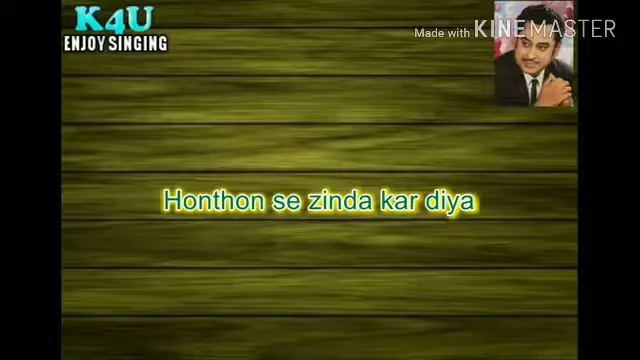 K4U
ENJOY SINGING
Made with KINEMASTER
Honthon se zinda kar diya